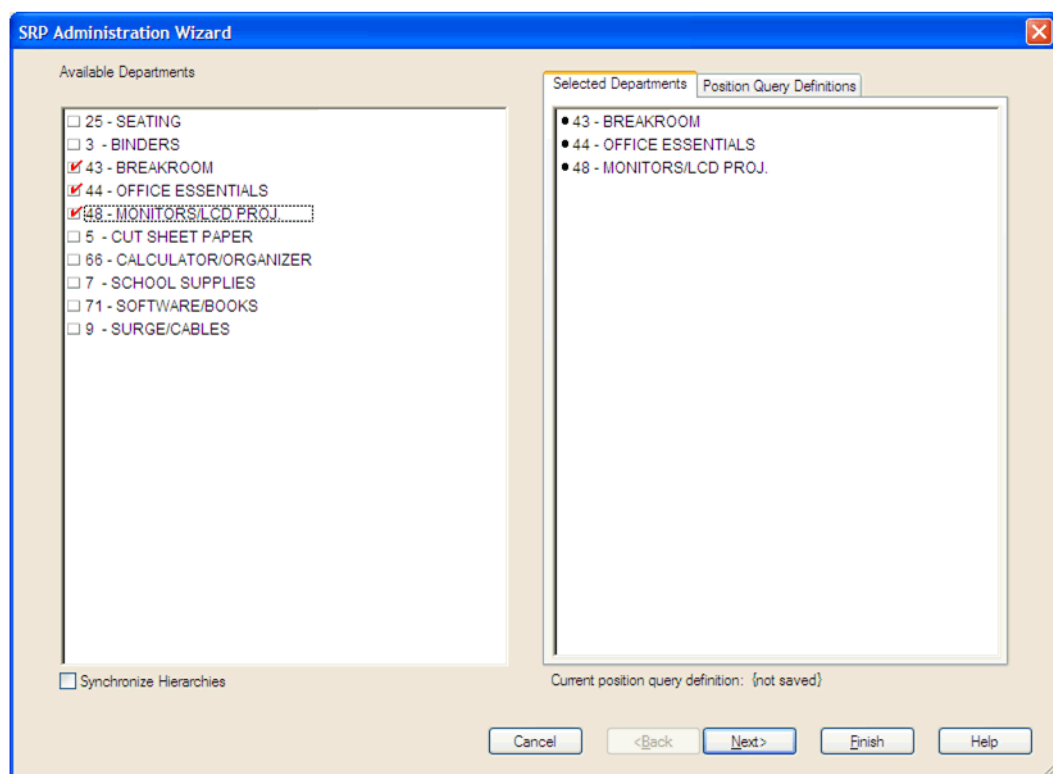 SRP Administration Wizard
Available Departments
25 - SEATING
3 - BINDERS
43 - BREAKROOM
44 - OFFICE ESSENTIALS
48 - MONITORS/LCD PROJ.
5 - CUT SHEET PAPER
66 - CALCULATOR/ORGANIZER
7 - SCHOOL SUPPLIES
71 - SOFTWARE/BOOKS
9 - SURGE/CABLES
Synchronize Hierarchies
Selected Departments Position Query Definitions
• 43 - BREAKROOM
• 44 - OFFICE ESSENTIALS
• 48 - MONITORS/LCD PROJ.
Current position query definition: {not saved}
Cancel <Back Next> Finish Help